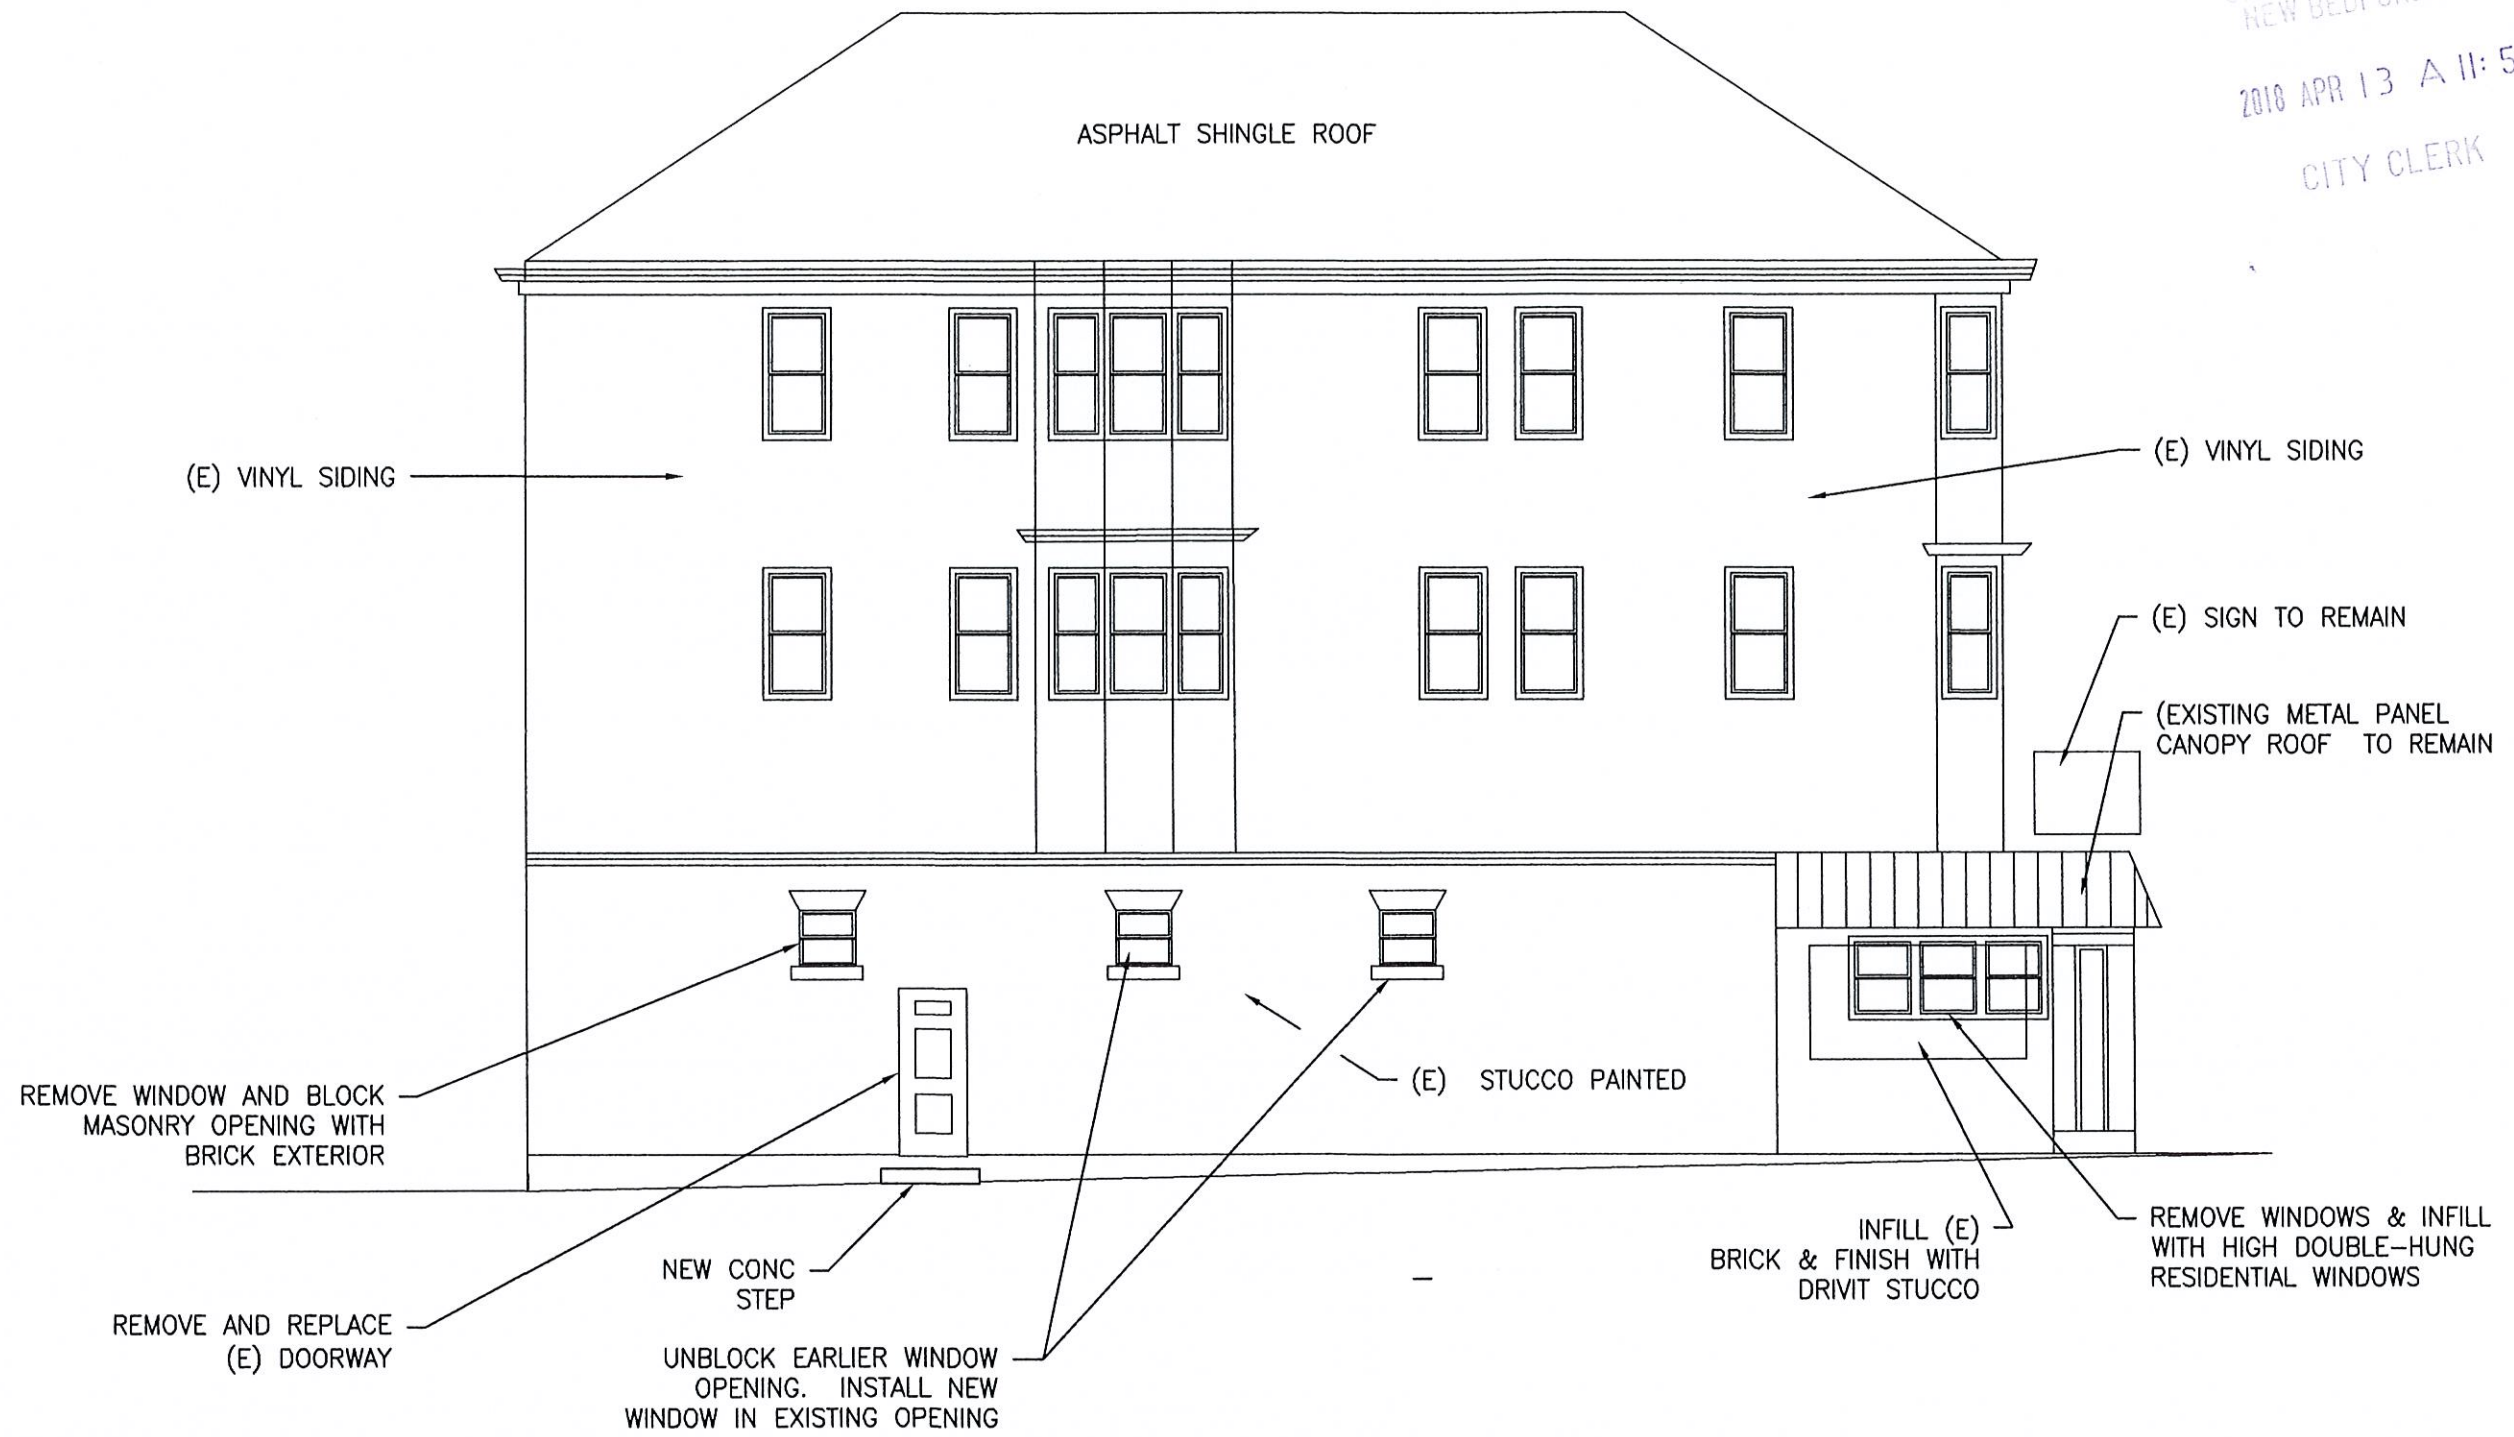 NEW BEDFORD
2018 APR 13 A 11:5
CITY CLERK
ASPHALT SHINGLE ROOF
(E) VINYL SIDING
(E) VINYL SIDING
(E) SIGN TO REMAIN
(EXISTING METAL PANEL
CANOPY ROOF TO REMAIN
(E) STUCCO PAINTED
REMOVE WINDOW AND BLOCK
MASONRY OPENING WITH
BRICK EXTERIOR
REMOVE AND REPLACE
(E) DOORWAY
NEW CONC
STEP
UNBLOCK EARLIER WINDOW
OPENING. INSTALL NEW
WINDOW IN EXISTING OPENING
INFILL (E)
BRICK & FINISH WITH
DRIVIT STUCCO
REMOVE WINDOWS & INFILL
WITH HIGH DOUBLE-HUNG
RESIDENTIAL WINDOWS